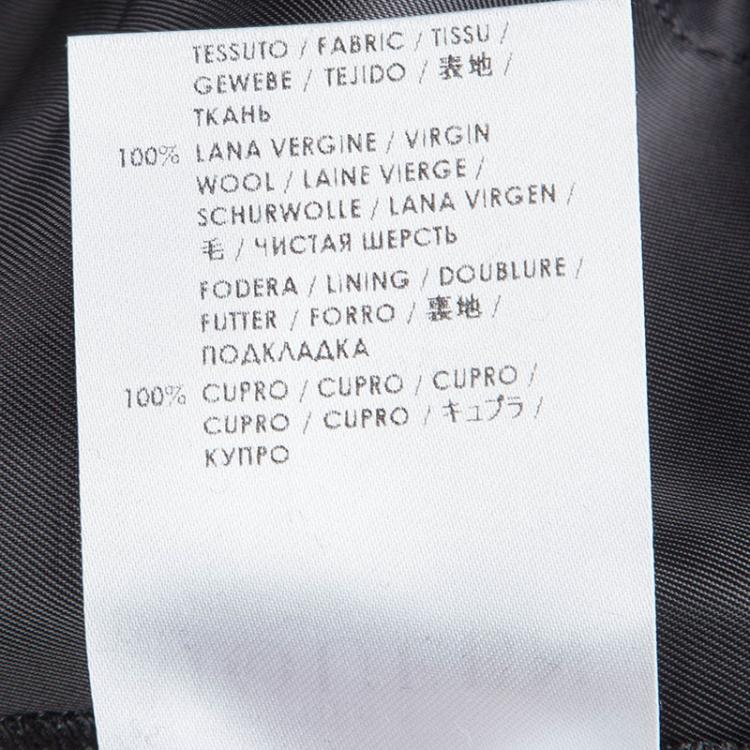 TESSUTO / FABRIC / TISSU /
GEWEBE / TEJIDO / 表地 /
ТКАНЬ
100% LANA VERGINE / VIRGIN
WOOL / LAINE VIERGE /
SCHURWOLLE / LANA VIRGEN /
毛 / ЧИСТАЯ ШЕРСТЬ
FODERA / LINING / DOUBLURE /
FUTTER / FORRO / 裏地 /
ПОДКЛАДКА
100% CUPRO / CUPRO / CUPRO /
CUPRO / CUPRO / キュプラ /
КУПРО